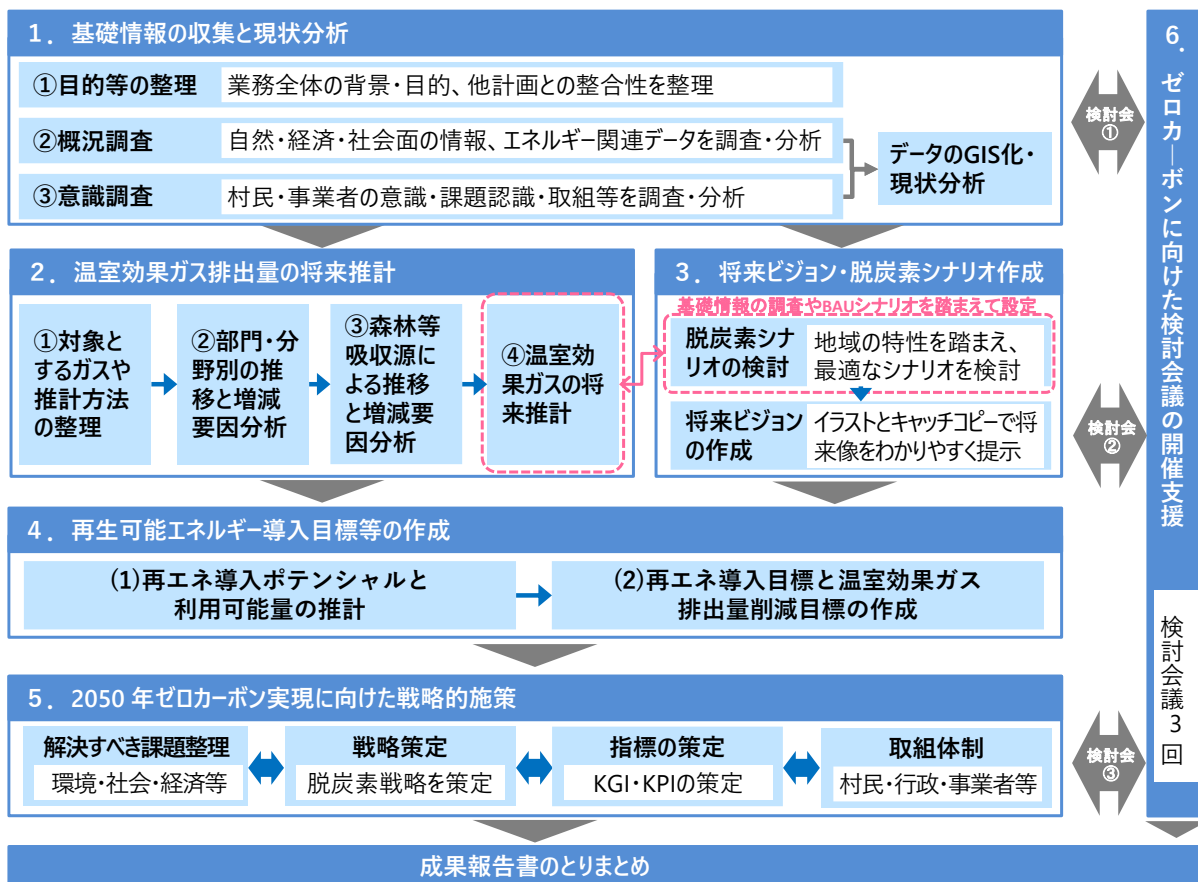 1．基礎情報の収集と現状分析
①目的等の整理
業務全体の背景・目的、他計画との整合性を整理
②概況調査
自然・経済・社会面の情報、エネルギー関連データを調査・分析
③意識調査
村民・事業者の意識・課題認識・取組等を調査・分析
データのGIS化・
現状分析
検討会
①
2．温室効果ガス排出量の将来推計
①対象と
するガスや
推計方法
の整理
②部門・分
野別の推
移と増減
要因分析
③森林等
吸収源に
よる推移
と増減要
因分析
④温室効
果ガスの将
来推計
3．将来ビジョン・脱炭素シナリオ作成
基礎情報の調査やBAUシナリオを踏まえて設定
脱炭素シナ
リオの検討
地域の特性を踏まえ、
最適なシナリオを検討
将来ビジョン
の作成
イラストとキャッチコピーで将
来像をわかりやすく提示
検討会
②
4．再生可能エネルギー導入目標等の作成
(1)再エネ導入ポテンシャルと
利用可能量の推計
(2)再エネ導入目標と温室効果ガス
排出量削減目標の作成
5．2050年ゼロカーボン実現に向けた戦略的施策
解決すべき課題整理
環境・社会・経済等
戦略策定
脱炭素戦略を策定
指標の策定
KGI・KPIの策定
取組体制
村民・行政・事業者等
検討会
③
6．ゼロカーボンに向けた検討会議の開催支援
検討会議3回
成果報告書のとりまとめ